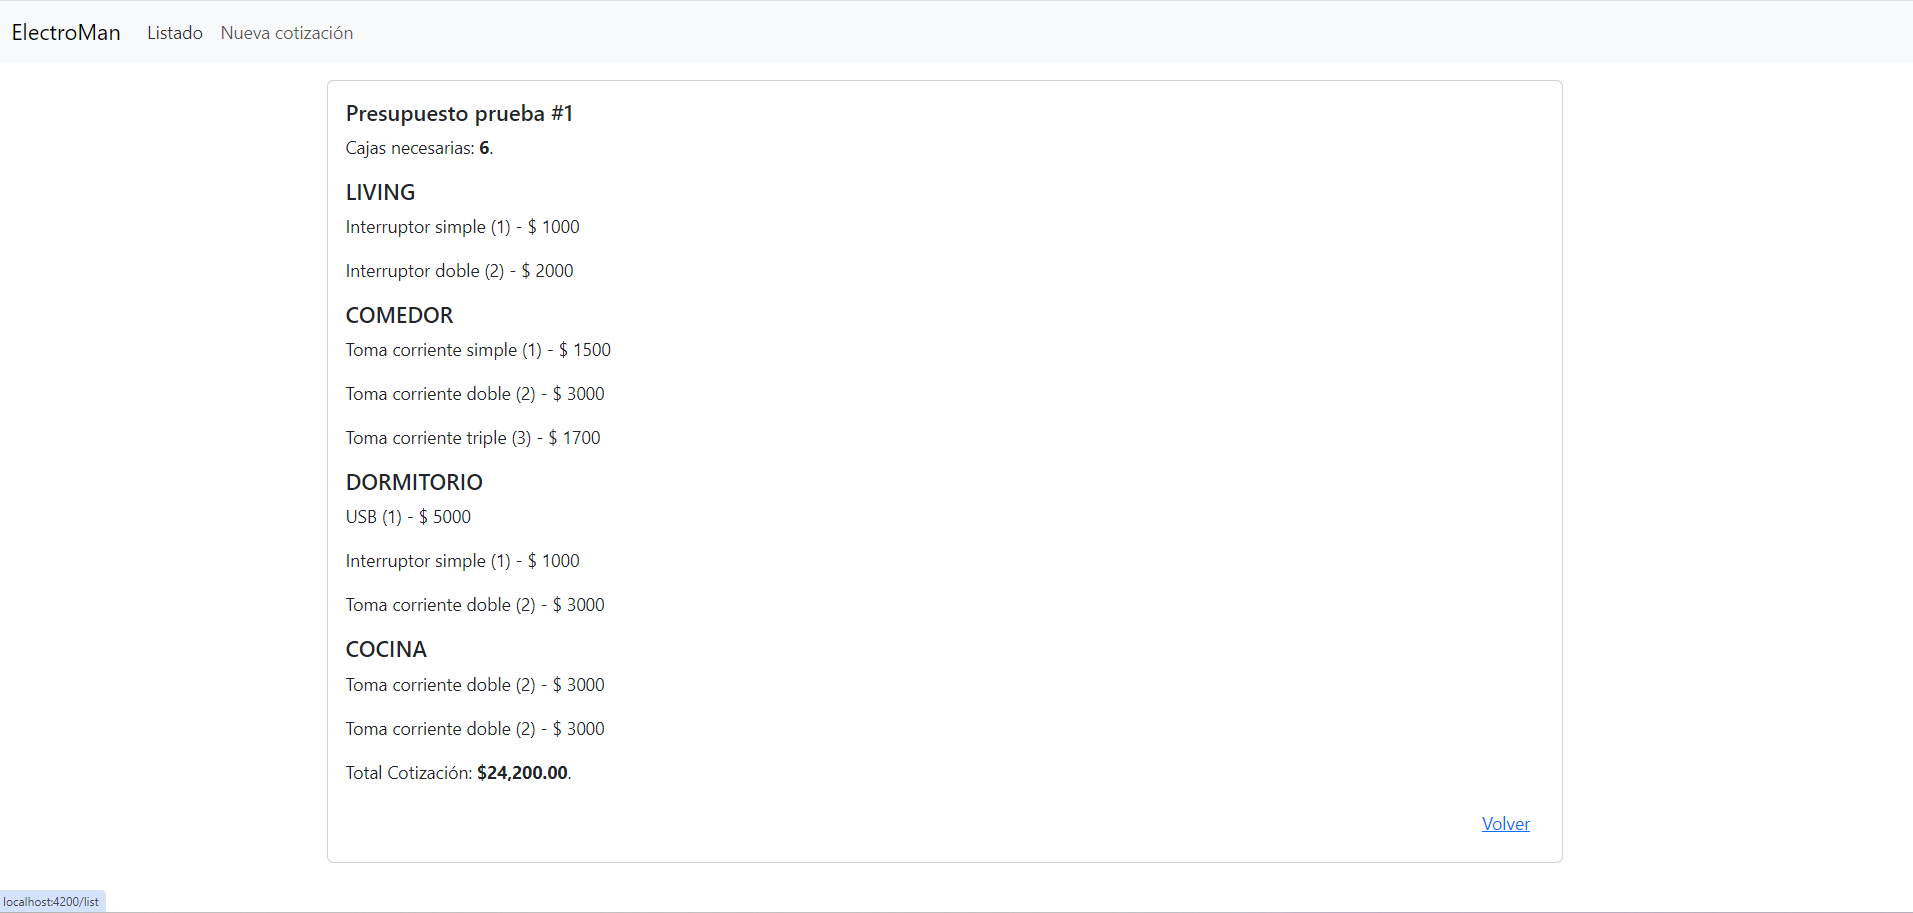 ElectroMan Listado Nueva cotización
Presupuesto prueba #1
Cajas necesarias: 6.
LIVING
Interruptor simple (1) - $ 1000
Interruptor doble (2) - $ 2000
COMEDOR
Toma corriente simple (1) - $ 1500
Toma corriente doble (2) - $ 3000
Toma corriente triple (3) - $ 1700
DORMITORIO
USB (1) - $ 5000
Interruptor simple (1) - $ 1000
Toma corriente doble (2) - $ 3000
COCINA
Toma corriente doble (2) - $ 3000
Toma corriente doble (2) - $ 3000
Total Cotización: $24,200.00.
Volver
localhost:4200/list